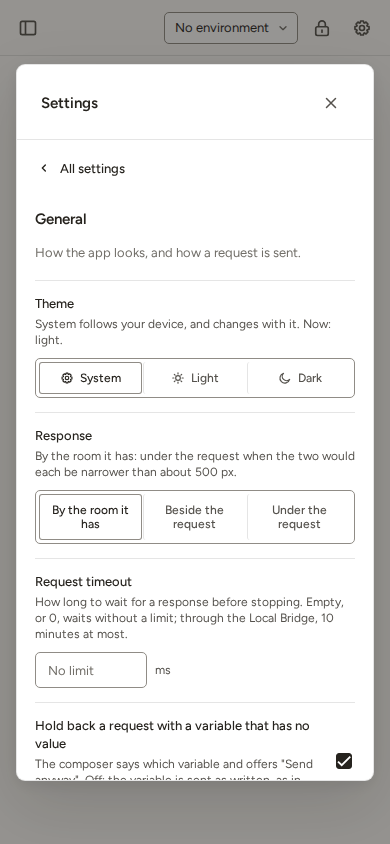 No environment
Settings
All settings
General
How the app looks, and how a request is sent.
Theme
System follows your device, and changes with it. Now:
light.
System
Light
Dark
Response
By the room it has: under the request when the two would
each be narrower than about 500 px.
By the room it
has
Beside the
request
Under the
request
Request timeout
How long to wait for a response before stopping. Empty,
or 0, waits without a limit; through the Local Bridge, 10
minutes at most.
No limit
ms
Hold back a request with a variable that has no
value
The composer says which variable and offers "Send
anyway". Off: the variable is sent as written, as in